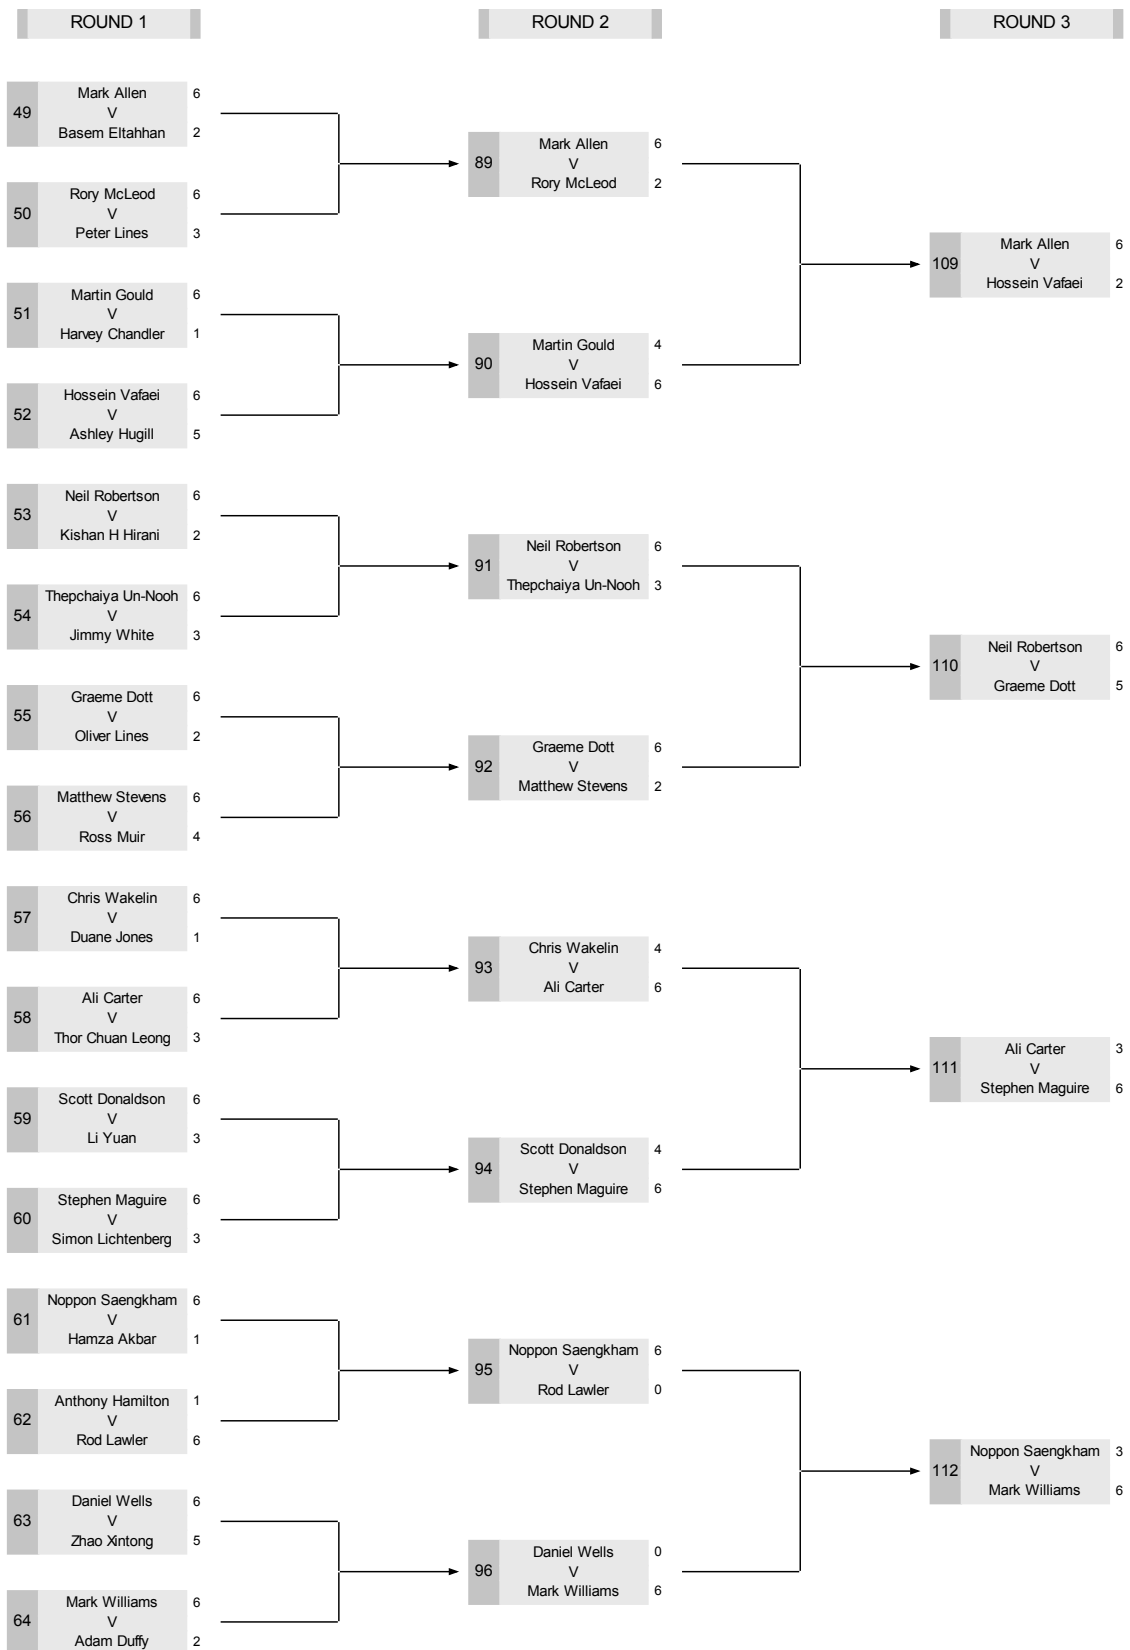 ROUND 1
ROUND 2
ROUND 3
49
Mark Allen 6
V
Basem Eltahhan 2
50
Rory McLeod 6
V
Peter Lines 3
51
Martin Gould 6
V
Harvey Chandler 1
52
Hossein Vafaei 6
V
Ashley Hugill 5
53
Neil Robertson 6
V
Kishan H Hirani 2
54
Thepchaiya Un-Nooh 6
V
Jimmy White 3
55
Graeme Dott 6
V
Oliver Lines 2
56
Matthew Stevens 6
V
Ross Muir 4
57
Chris Wakelin 6
V
Duane Jones 1
58
Ali Carter 6
V
Thor Chuan Leong 3
59
Scott Donaldson 6
V
Li Yuan 3
60
Stephen Maguire 6
V
Simon Lichtenberg 3
61
Noppon Saengkham 6
V
Hamza Akbar 1
62
Anthony Hamilton 1
V
Rod Lawler 6
63
Daniel Wells 6
V
Zhao Xintong 5
64
Mark Williams 6
V
Adam Duffy 2
89
Mark Allen 6
V
Rory McLeod 2
90
Martin Gould 4
V
Hossein Vafaei 6
91
Neil Robertson 6
V
Thepchaiya Un-Nooh 3
92
Graeme Dott 6
V
Matthew Stevens 2
93
Chris Wakelin 4
V
Ali Carter 6
94
Scott Donaldson 4
V
Stephen Maguire 6
95
Noppon Saengkham 6
V
Rod Lawler 0
96
Daniel Wells 0
V
Mark Williams 6
109
Mark Allen 6
V
Hossein Vafaei 2
110
Neil Robertson 6
V
Graeme Dott 5
111
Ali Carter 3
V
Stephen Maguire 6
112
Noppon Saengkham 3
V
Mark Williams 6